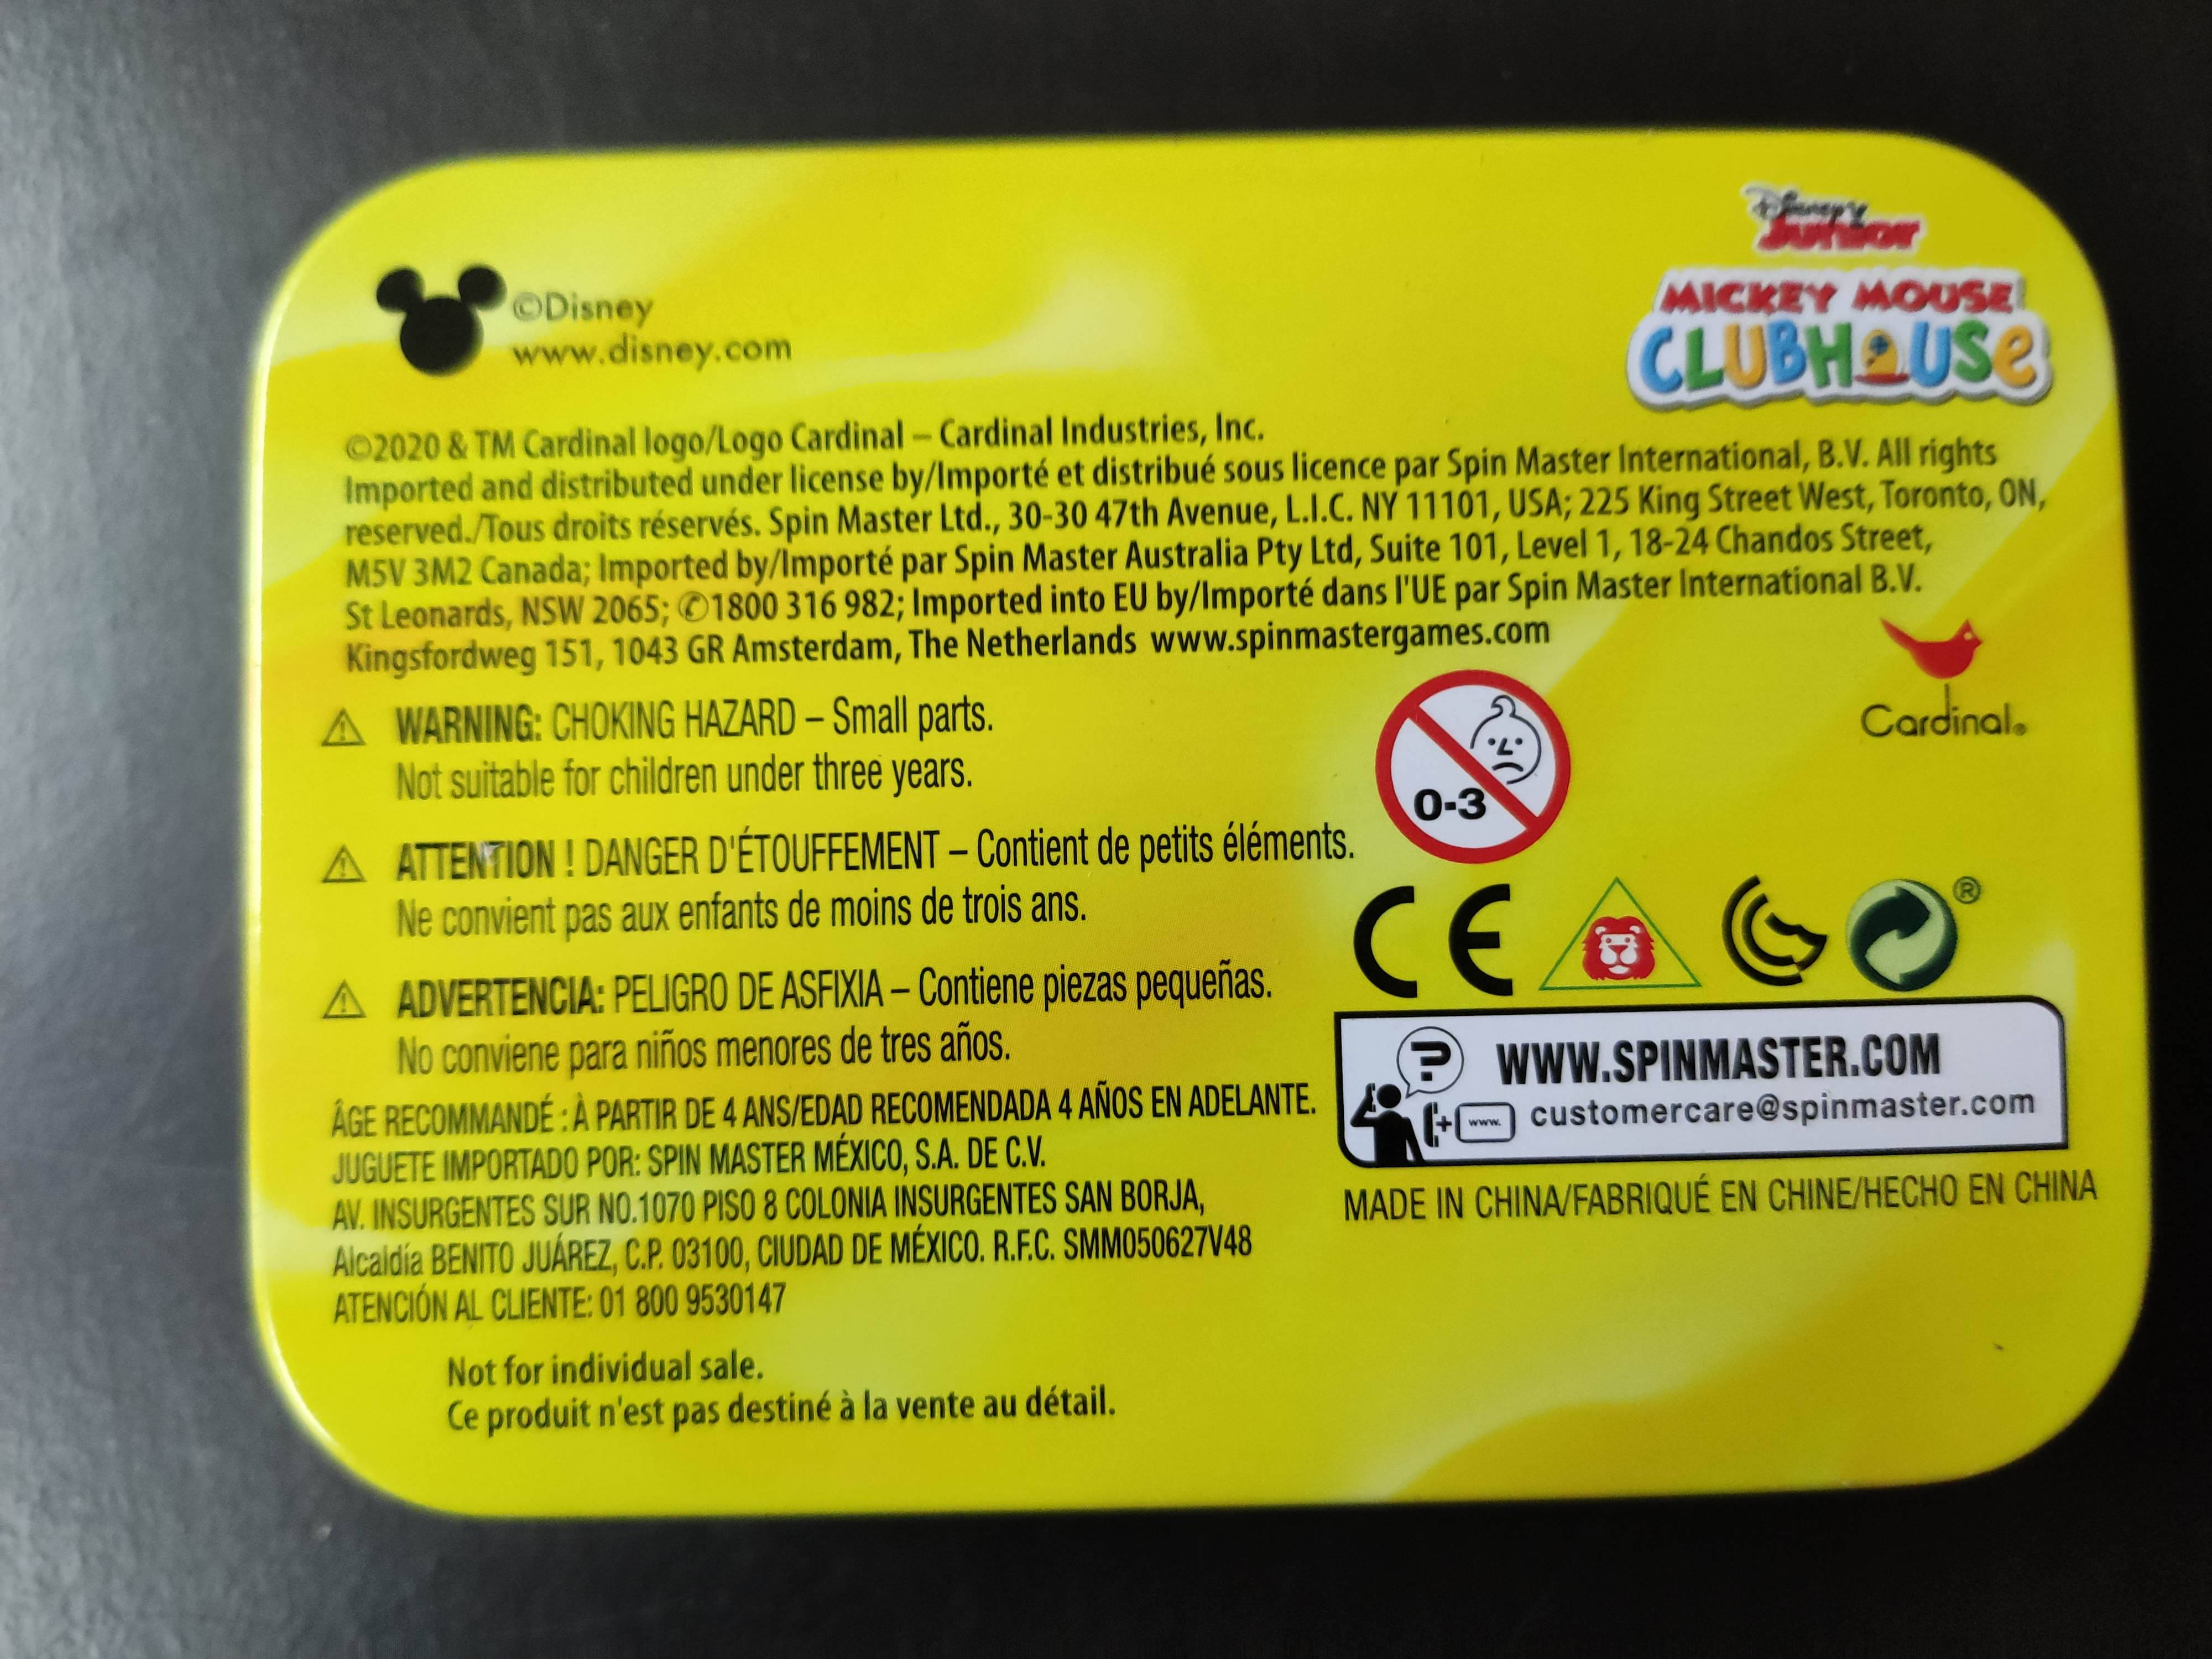 ©Disney
www.disney.com
Disney
Junior
MICKEY MOUSE
CLUBHOUSE
©2020 & TM Cardinal logo/Logo Cardinal – Cardinal Industries, Inc.
Imported and distributed under license by/Importé et distribué sous licence par Spin Master International, B.V. All rights
reserved./Tous droits réservés. Spin Master Ltd., 30-30 47th Avenue, L.I.C. NY 11101, USA; 225 King Street West, Toronto, ON,
M5V 3M2 Canada; Imported by/Importé par Spin Master Australia Pty Ltd, Suite 101, Level 1, 18-24 Chandos Street,
St Leonards, NSW 2065; ✆1800 316 982; Imported into EU by/Importé dans l'UE par Spin Master International B.V.
Kingsfordweg 151, 1043 GR Amsterdam, The Netherlands www.spinmastergames.com
Cardinal®
⚠ WARNING: CHOKING HAZARD – Small parts.
Not suitable for children under three years.
0-3
⚠ ATTENTION ! DANGER D'ÉTOUFFEMENT – Contient de petits éléments.
Ne convient pas aux enfants de moins de trois ans.
CE
®
⚠ ADVERTENCIA: PELIGRO DE ASFIXIA – Contiene piezas pequeñas.
No conviene para niños menores de tres años.
ÂGE RECOMMANDÉ : À PARTIR DE 4 ANS/EDAD RECOMENDADA 4 AÑOS EN ADELANTE.
JUGUETE IMPORTADO POR: SPIN MASTER MÉXICO, S.A. DE C.V.
AV. INSURGENTES SUR NO.1070 PISO 8 COLONIA INSURGENTES SAN BORJA,
Alcaldía BENITO JUÁREZ, C.P. 03100, CIUDAD DE MÉXICO. R.F.C. SMM050627V48
ATENCIÓN AL CLIENTE: 01 800 9530147
? WWW.SPINMASTER.COM
www. customercare@spinmaster.com
MADE IN CHINA/FABRIQUÉ EN CHINE/HECHO EN CHINA
Not for individual sale.
Ce produit n'est pas destiné à la vente au détail.